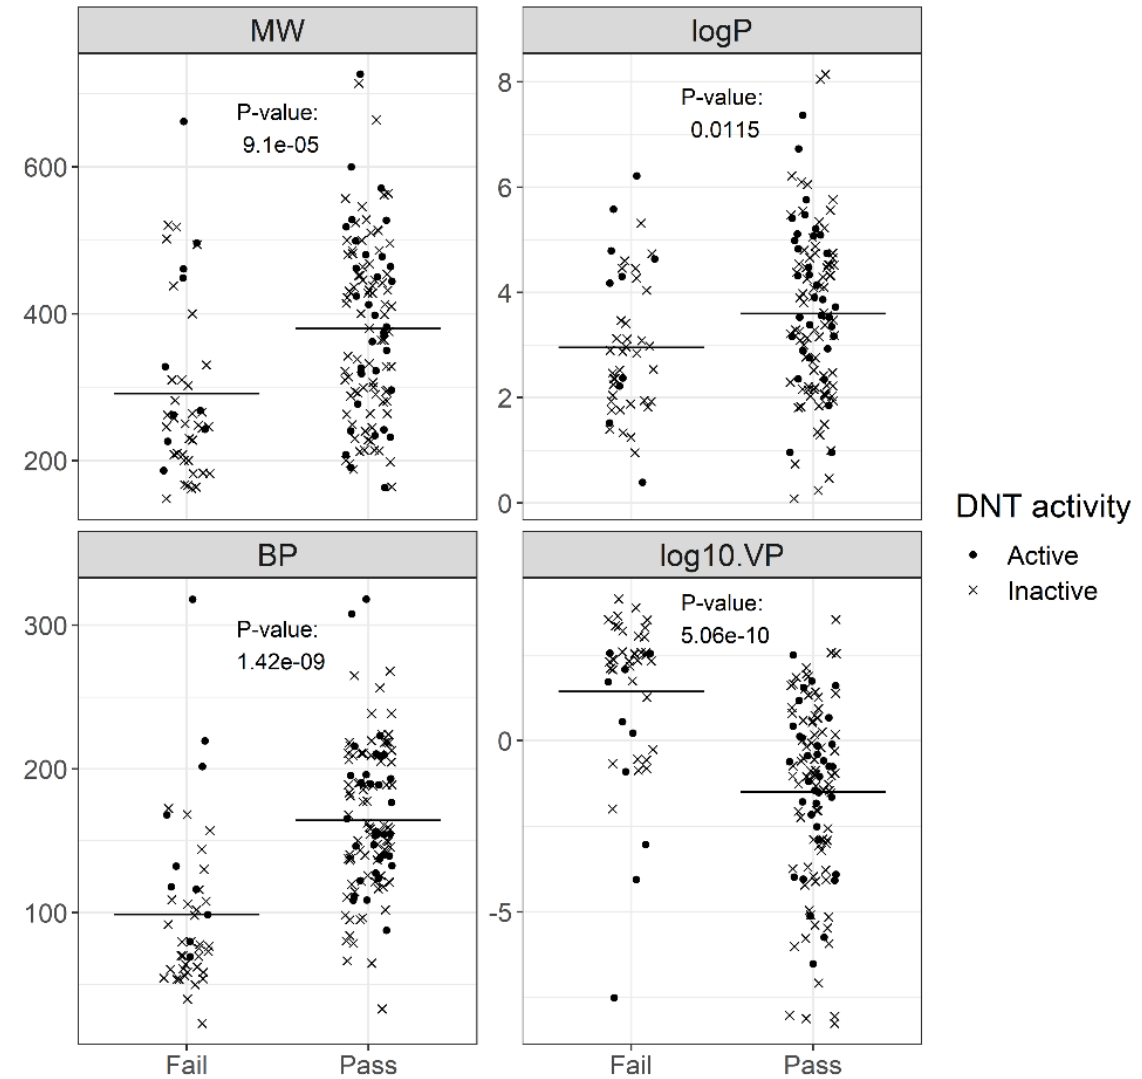 MW
logP
P-value:
9.1e-05
P-value:
0.0115
600
400
200
8
6
4
2
0
BP
log10.VP
P-value:
1.42e-09
P-value:
5.06e-10
300
200
100
0
-5
Fail
Pass
Fail
Pass
DNT activity
Active
Inactive